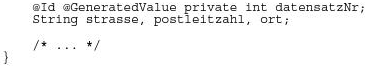 @Id @GeneratedValue private int datensatzNr;
String strasse, postleitzahl, ort;
/* ... */
}